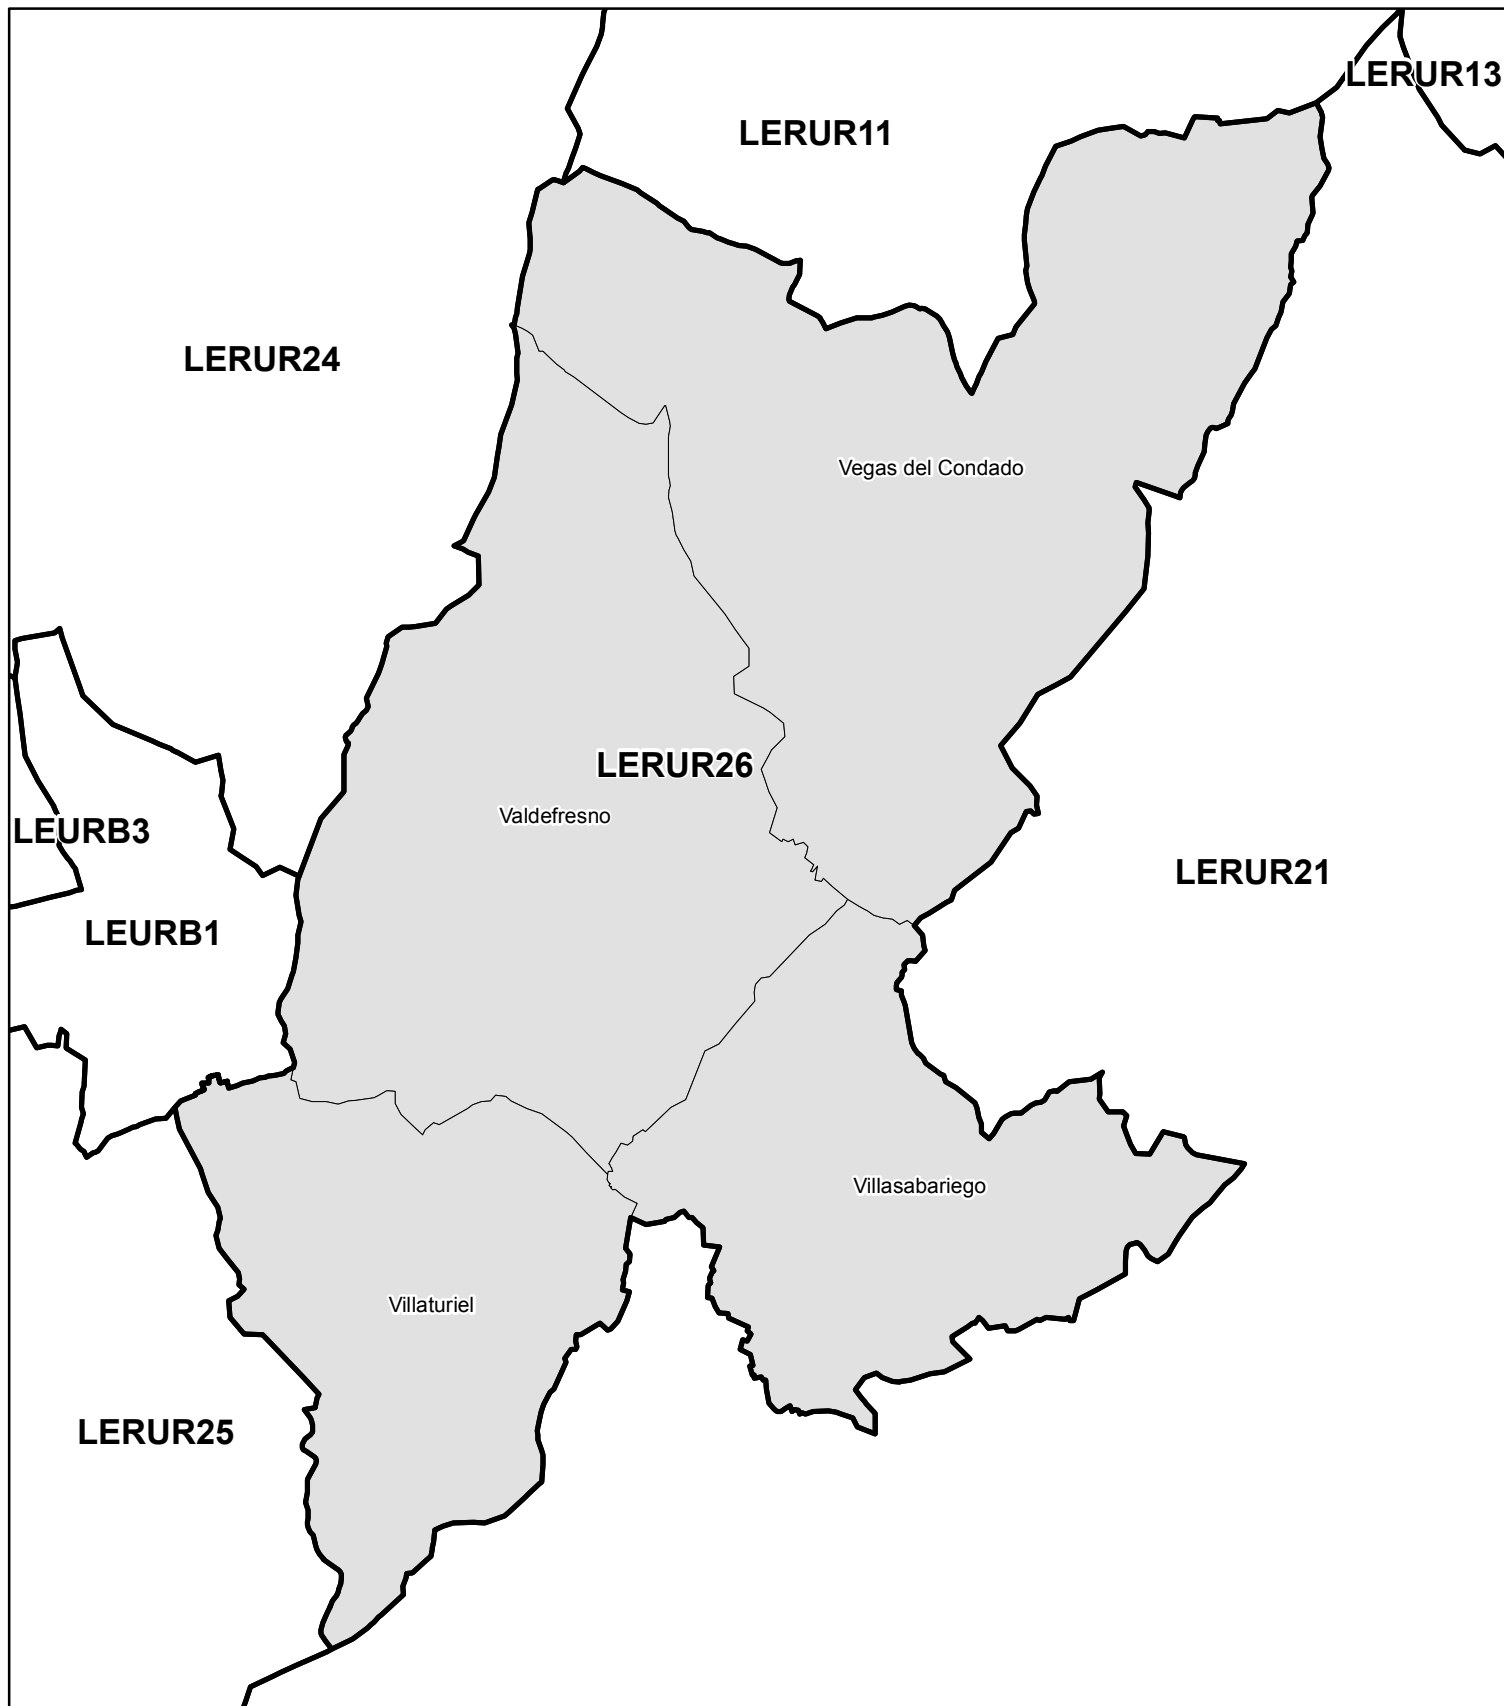 LERUR13
LERUR11
LERUR24
Vegas del Condado
LERUR26
Valdefresno
LEURB3
LERUR21
LEURB1
Villasabariego
Villaturiel
LERUR25